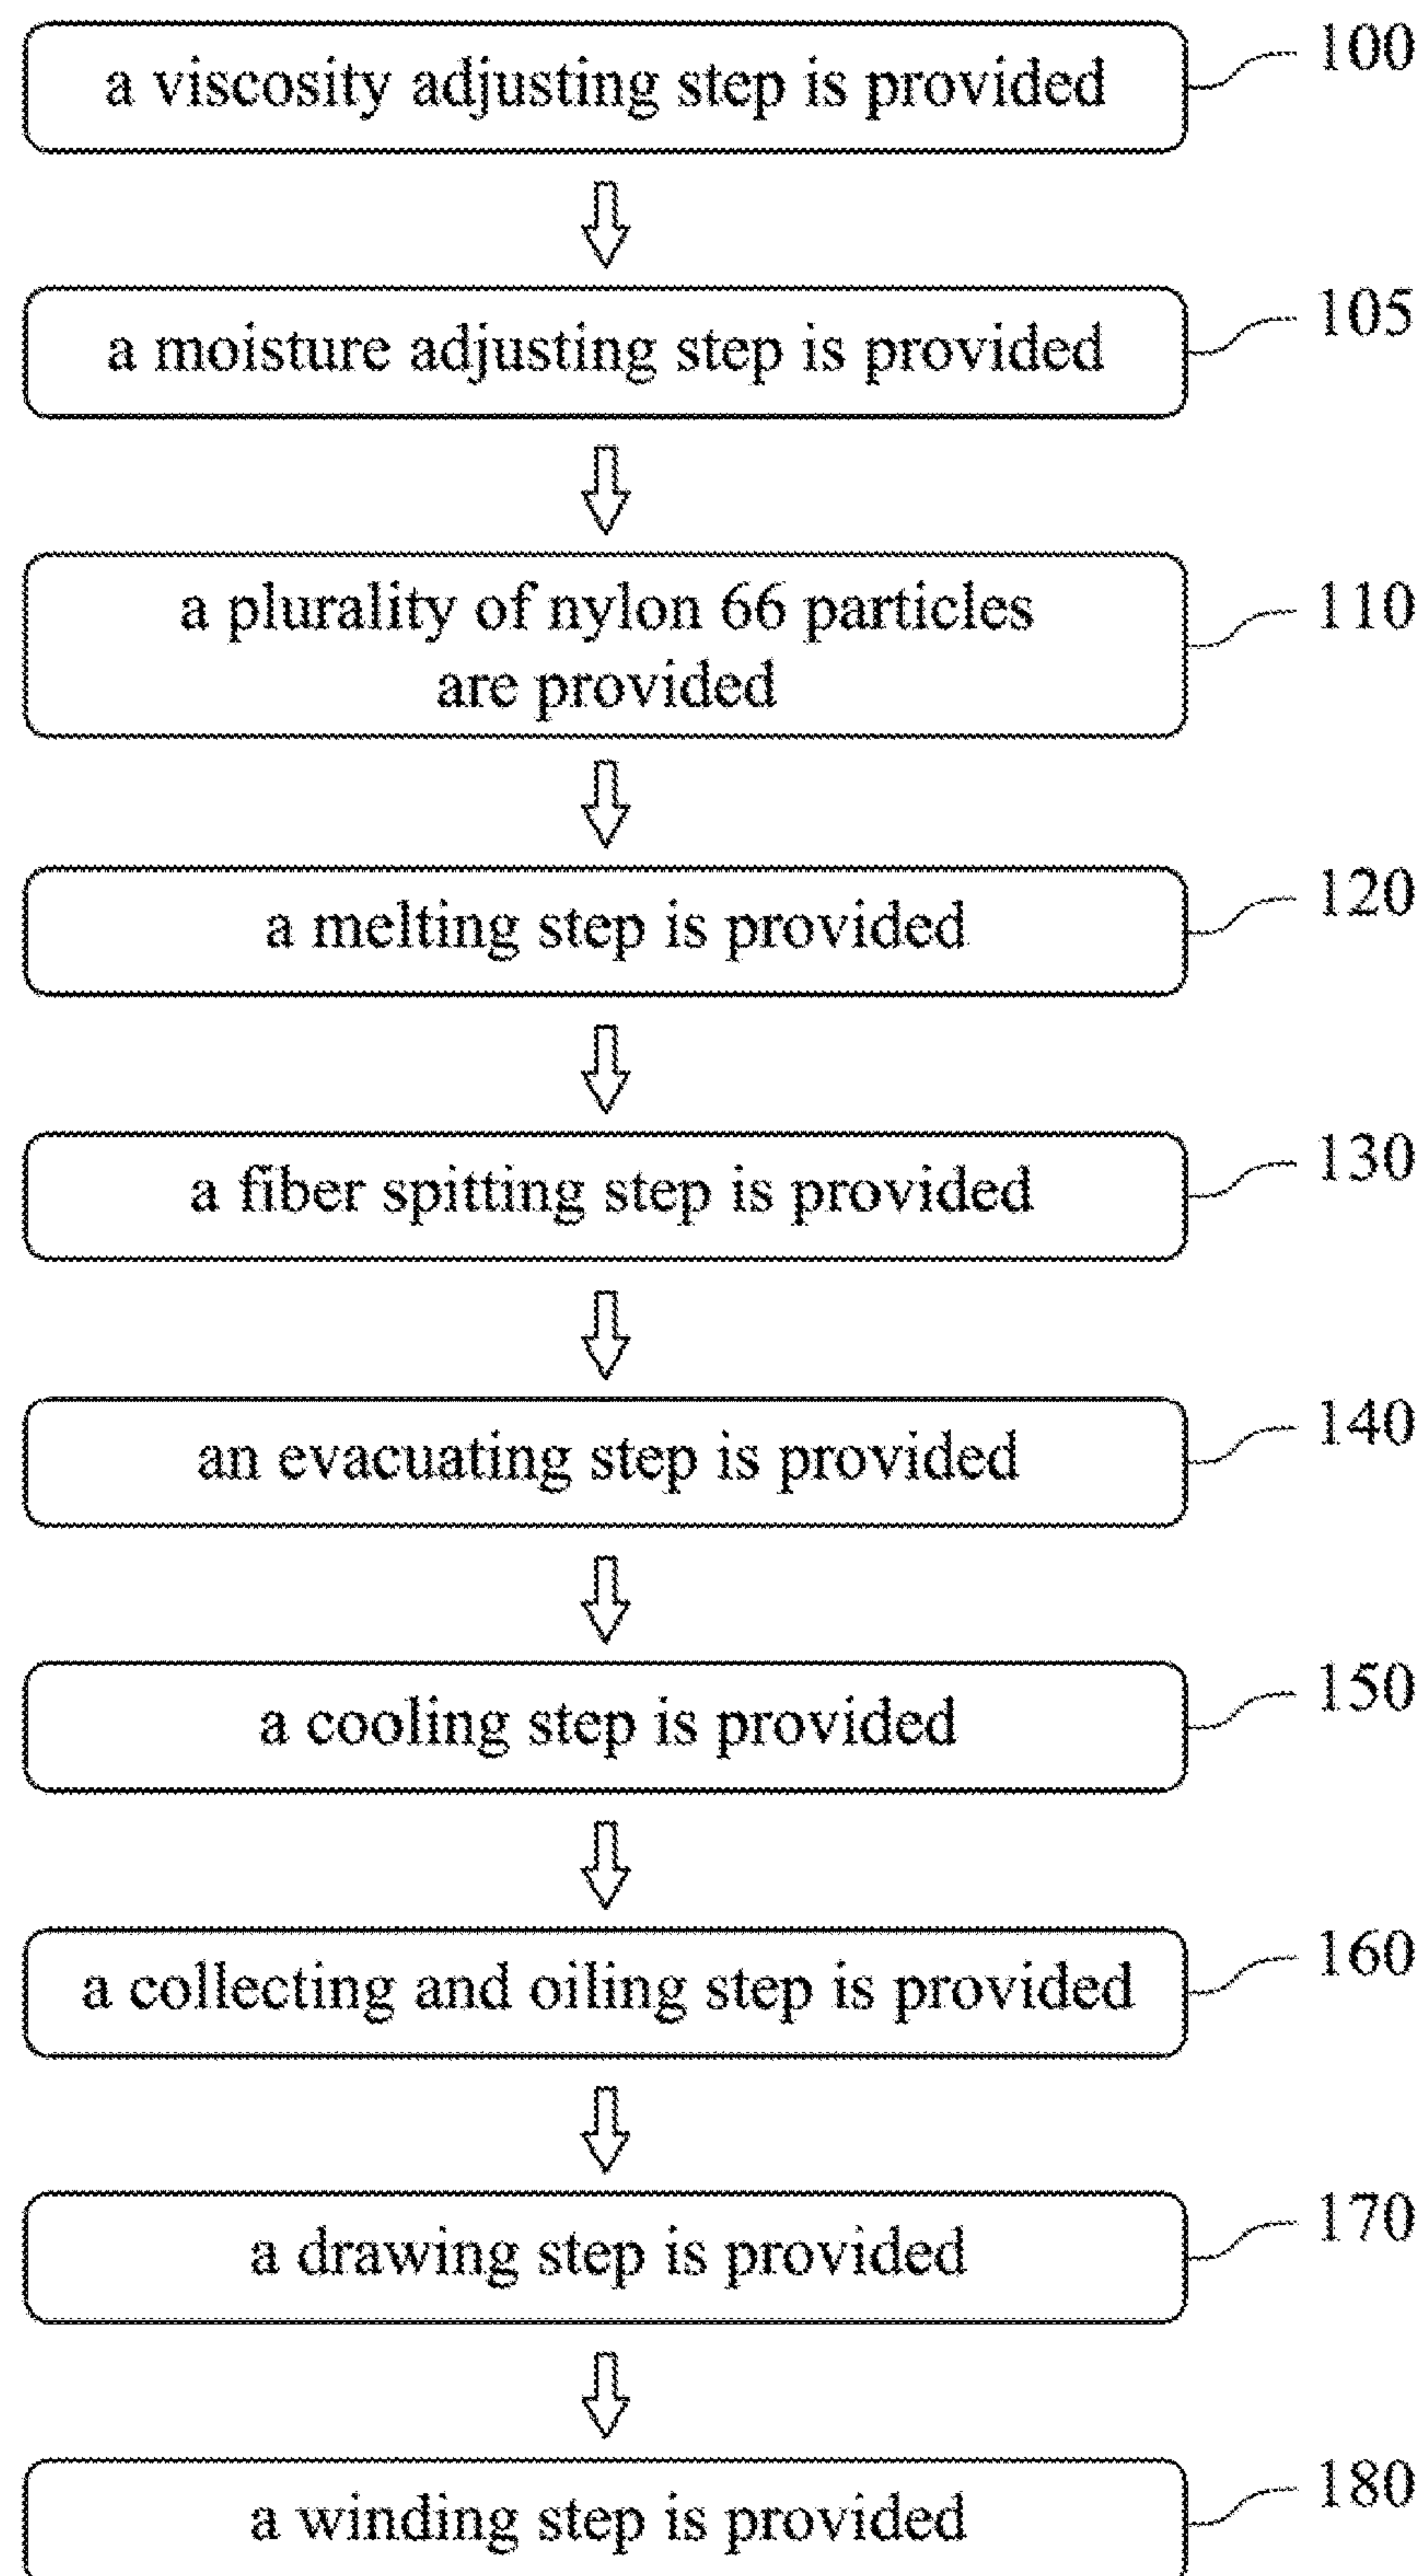 a viscosity adjusting step is provided 100
a moisture adjusting step is provided 105
a plurality of nylon 66 particles 110
are provided
a melting step is provided 120
a fiber spitting step is provided 130
an evacuating step is provided 140
a cooling step is provided 150
a collecting and oiling step is provided 160
a drawing step is provided 170
a winding step is provided 180